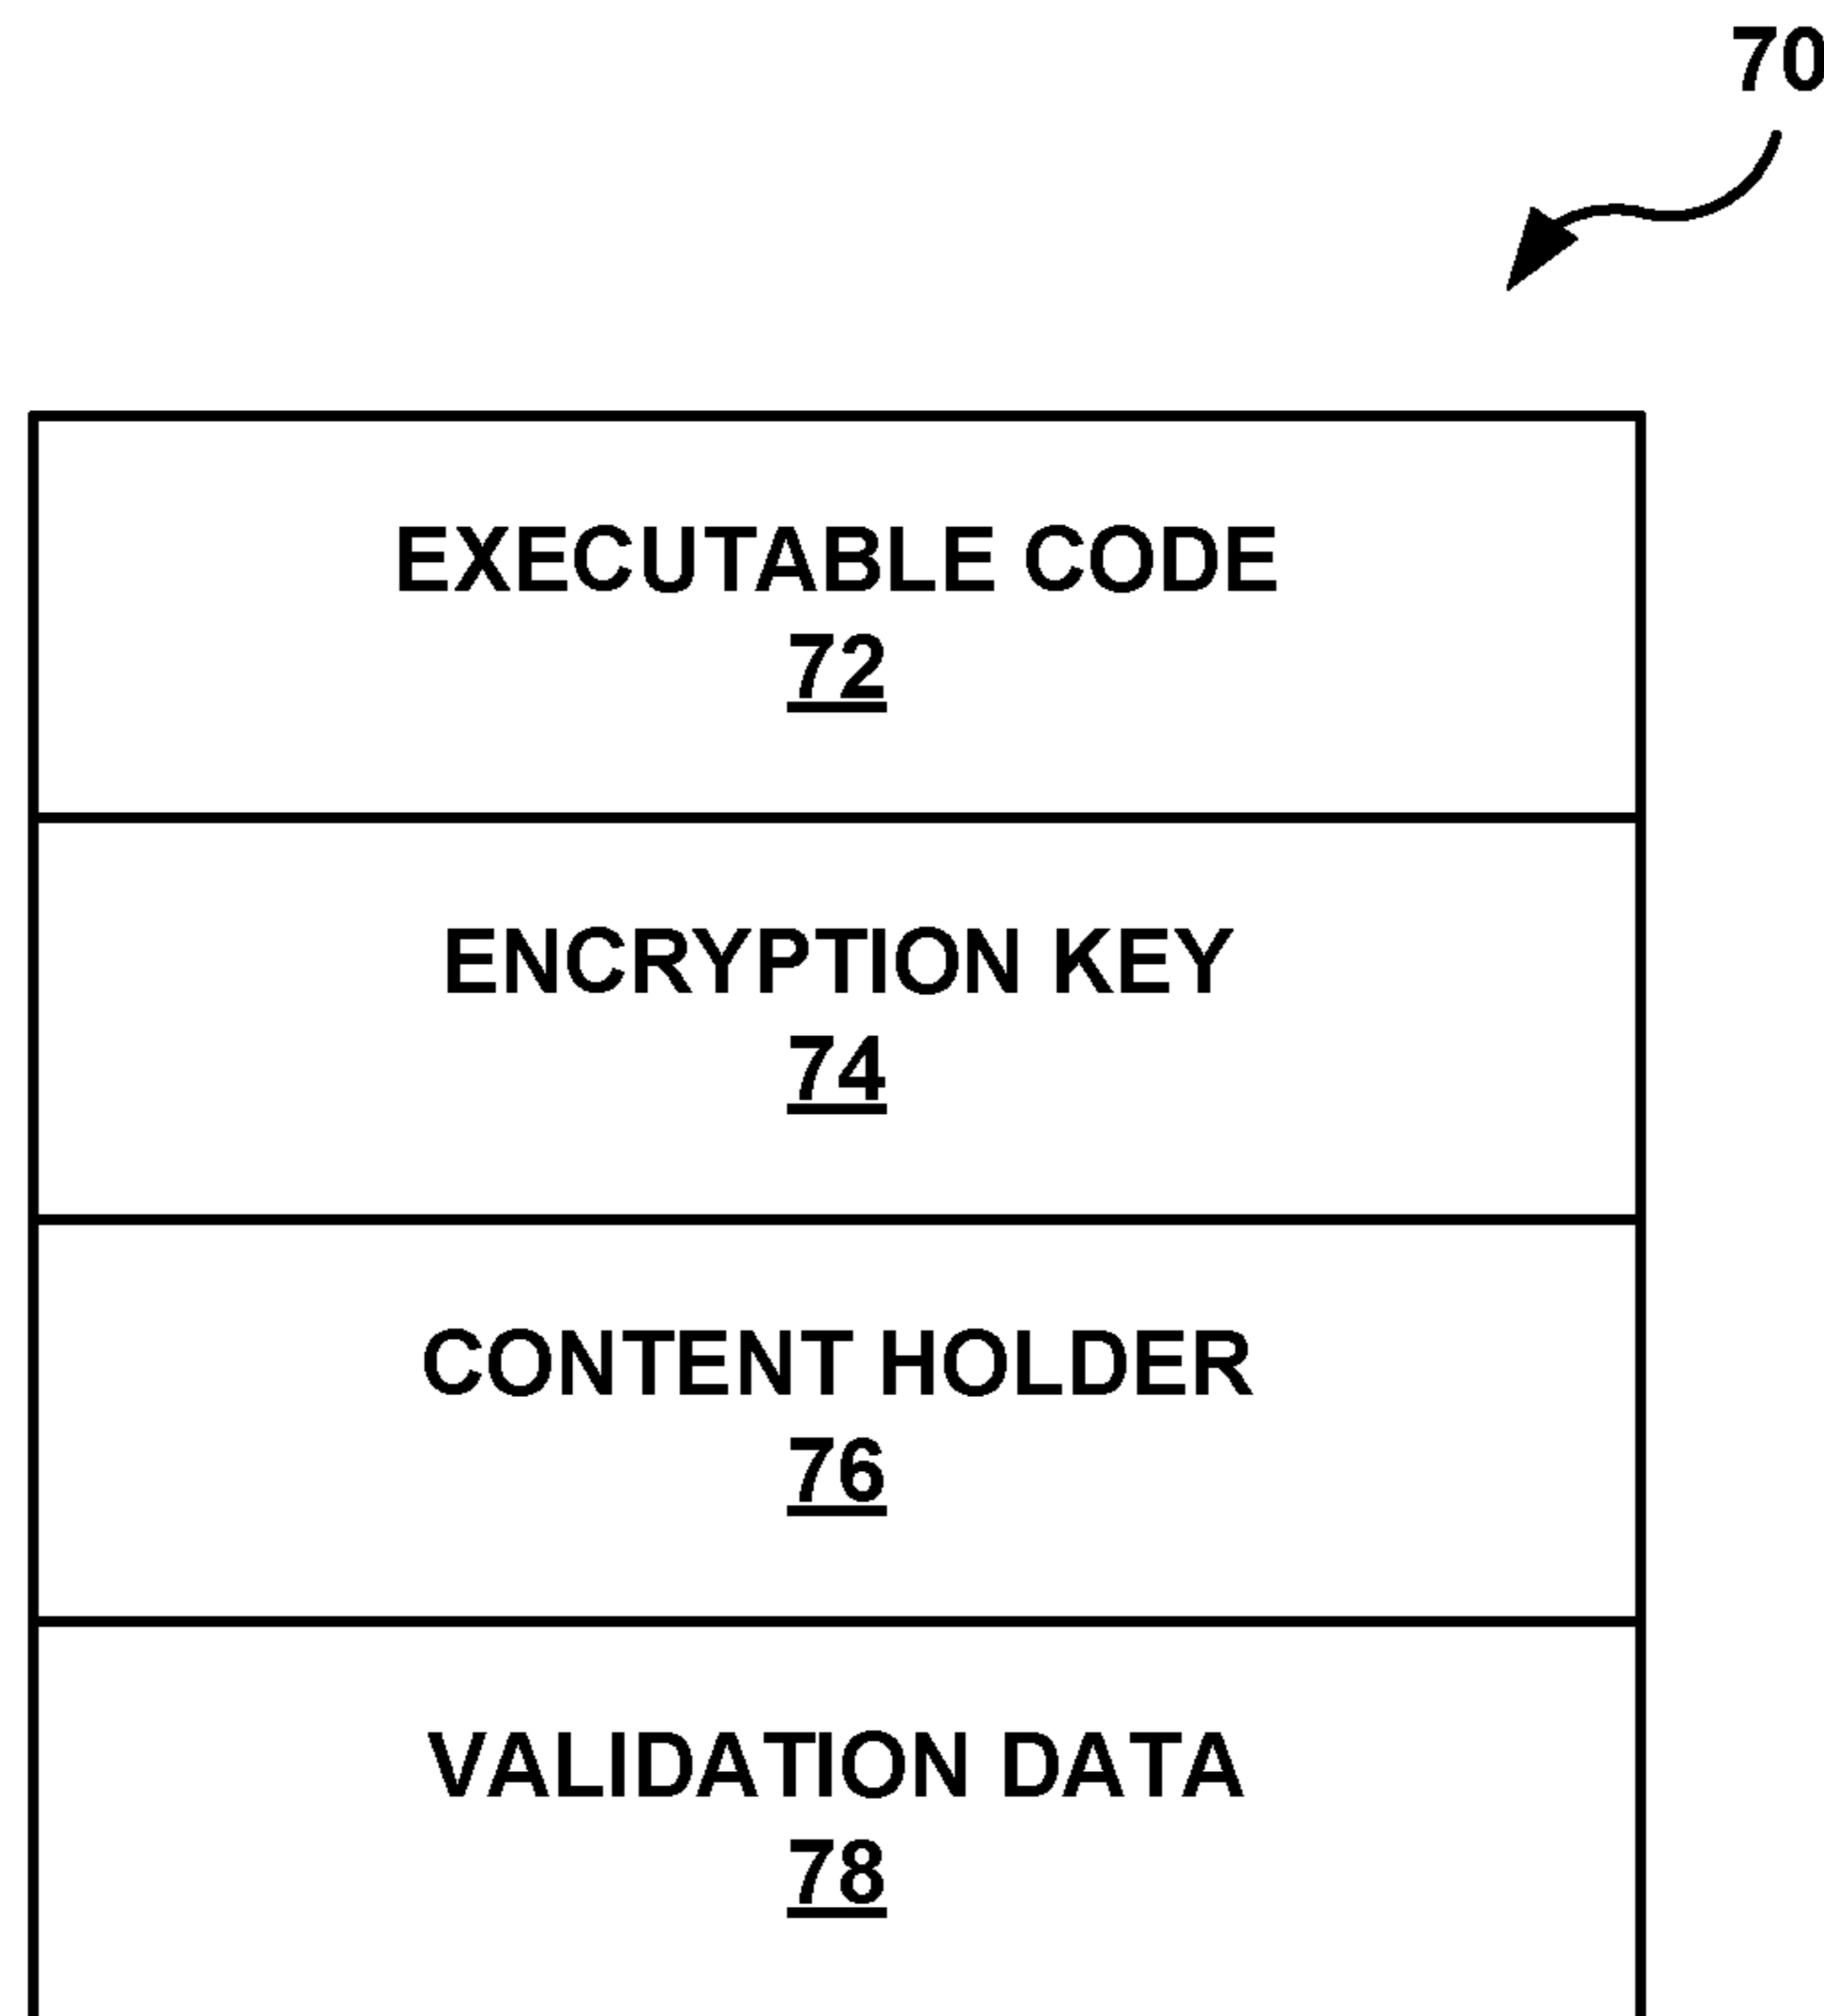 70
EXECUTABLE CODE
72
ENCRYPTION KEY
74
CONTENT HOLDER
76
VALIDATION DATA
78